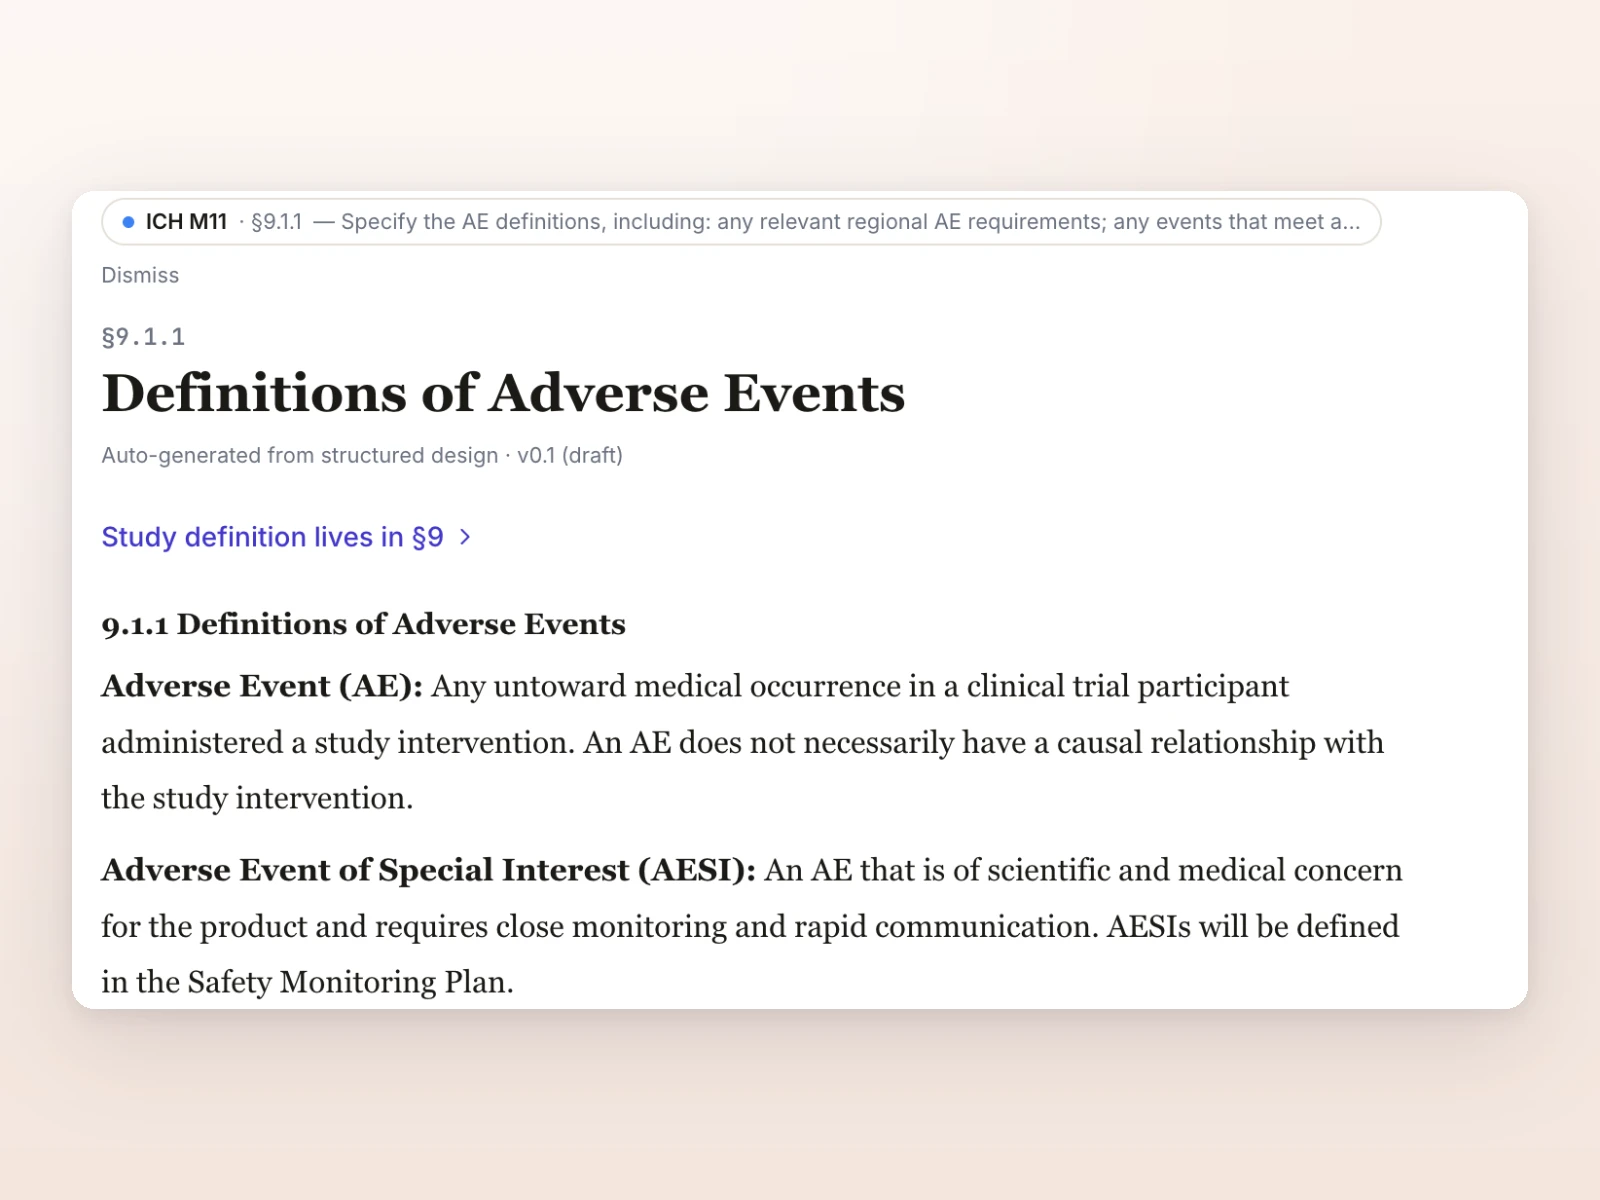 ICH M11 · §9.1.1 — Specify the AE definitions, including: any relevant regional AE requirements; any events that meet a...
Dismiss
§9.1.1
Definitions of Adverse Events
Auto-generated from structured design · v0.1 (draft)
Study definition lives in §9 >
9.1.1 Definitions of Adverse Events
Adverse Event (AE): Any untoward medical occurrence in a clinical trial participant
administered a study intervention. An AE does not necessarily have a causal relationship with
the study intervention.
Adverse Event of Special Interest (AESI): An AE that is of scientific and medical concern
for the product and requires close monitoring and rapid communication. AESIs will be defined
in the Safety Monitoring Plan.